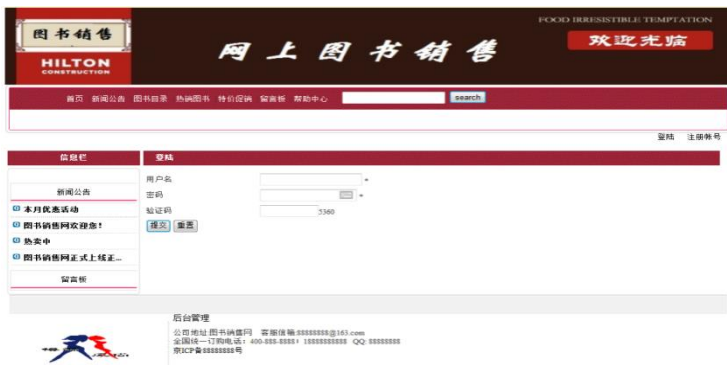 FOOD IRRESISTIBLE TEMPTATION
图书销售
欢迎光临
网上图书销售
HILTON
CONSTRUCTION
首页 新闻公告 图书目录 热销图书 特价促销 留言板 帮助中心 search
登陆 注册帐号
信息栏
登陆
用户名 *
新闻公告
密码 *
本月优惠活动
验证码 5360
图书销售网欢迎您!
提交 重置
热卖中
图书销售网正式上线正...
留言板
后台管理
公司地址:图书销售网 客服信箱:88888888@163.com
全国统一订购电话: 400-888-8888! 18888888888 QQ: 88888888
京ICP备88888888号